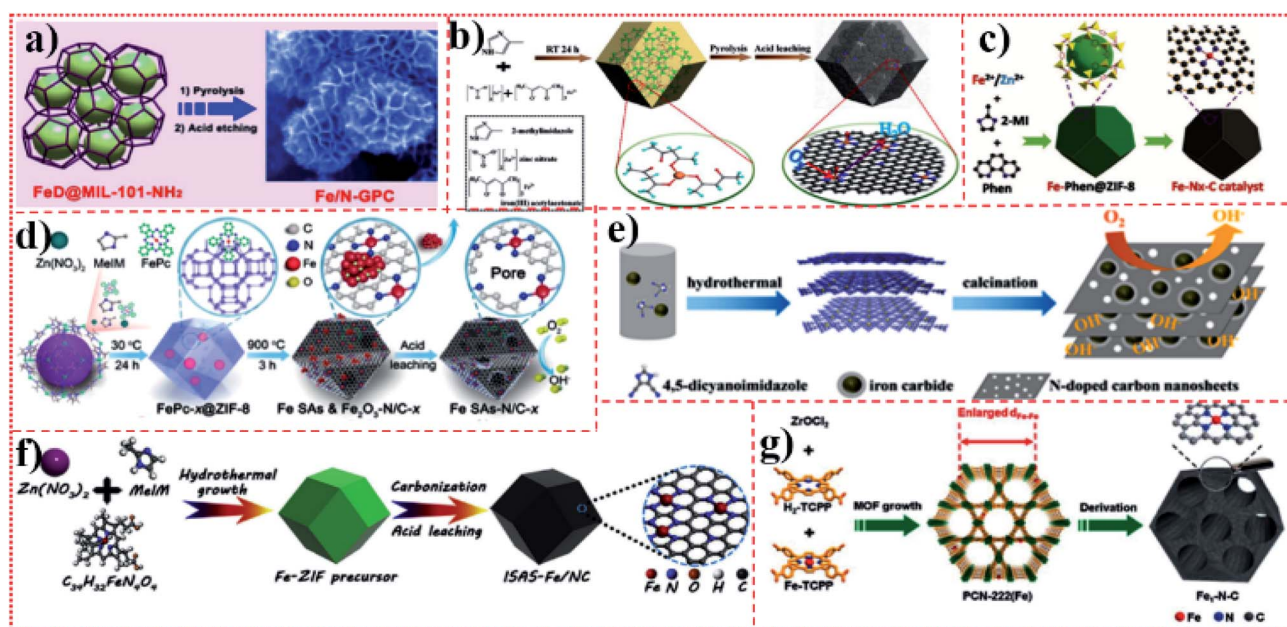 a)
1) Pyrolysis
2) Acid etching
FeD@MIL-101-NH₂
Fe/N-GPC
b)
NH
RT 24 h
Pyrolysis
Acid leaching
+
+
2-methylimidazole
zinc nitrate
iron(III) acetylacetonate
H₂O
O₂
c)
Fe²⁺/Zn²⁺
+
2-MI
+
Phen
Fe-Phen@ZIF-8
Fe-Nx-C catalyst
d)
Zn(NO₃)₂
MeIM
FePc
C
N
Fe
O
Pore
30 °C
24 h
900 °C
3 h
Acid
leaching
O₂
OH⁻
FePc-x@ZIF-8
Fe SAs & Fe₂O₃-N/C-x
Fe SAs-N/C-x
e)
hydrothermal
calcination
O₂
OH⁻
OH⁻
OH⁻
OH⁻
OH⁻
OH⁻
4,5-dicyanoimidazole
iron carbide
N-doped carbon nanosheets
f)
Zn(NO₃)₂
MeIM
C₃₄H₃₂FeN₄O₄
Hydrothermal
growth
Carbonization
Acid leaching
Fe-ZIF precursor
ISAS-Fe/NC
Fe N O H C
g)
ZrOCl₂
+
H₂-TCPP
+
Fe-TCPP
MOF growth
Enlarged d Fe-Fe
Derivation
PCN-222(Fe)
Fe₁-N-C
Fe N C